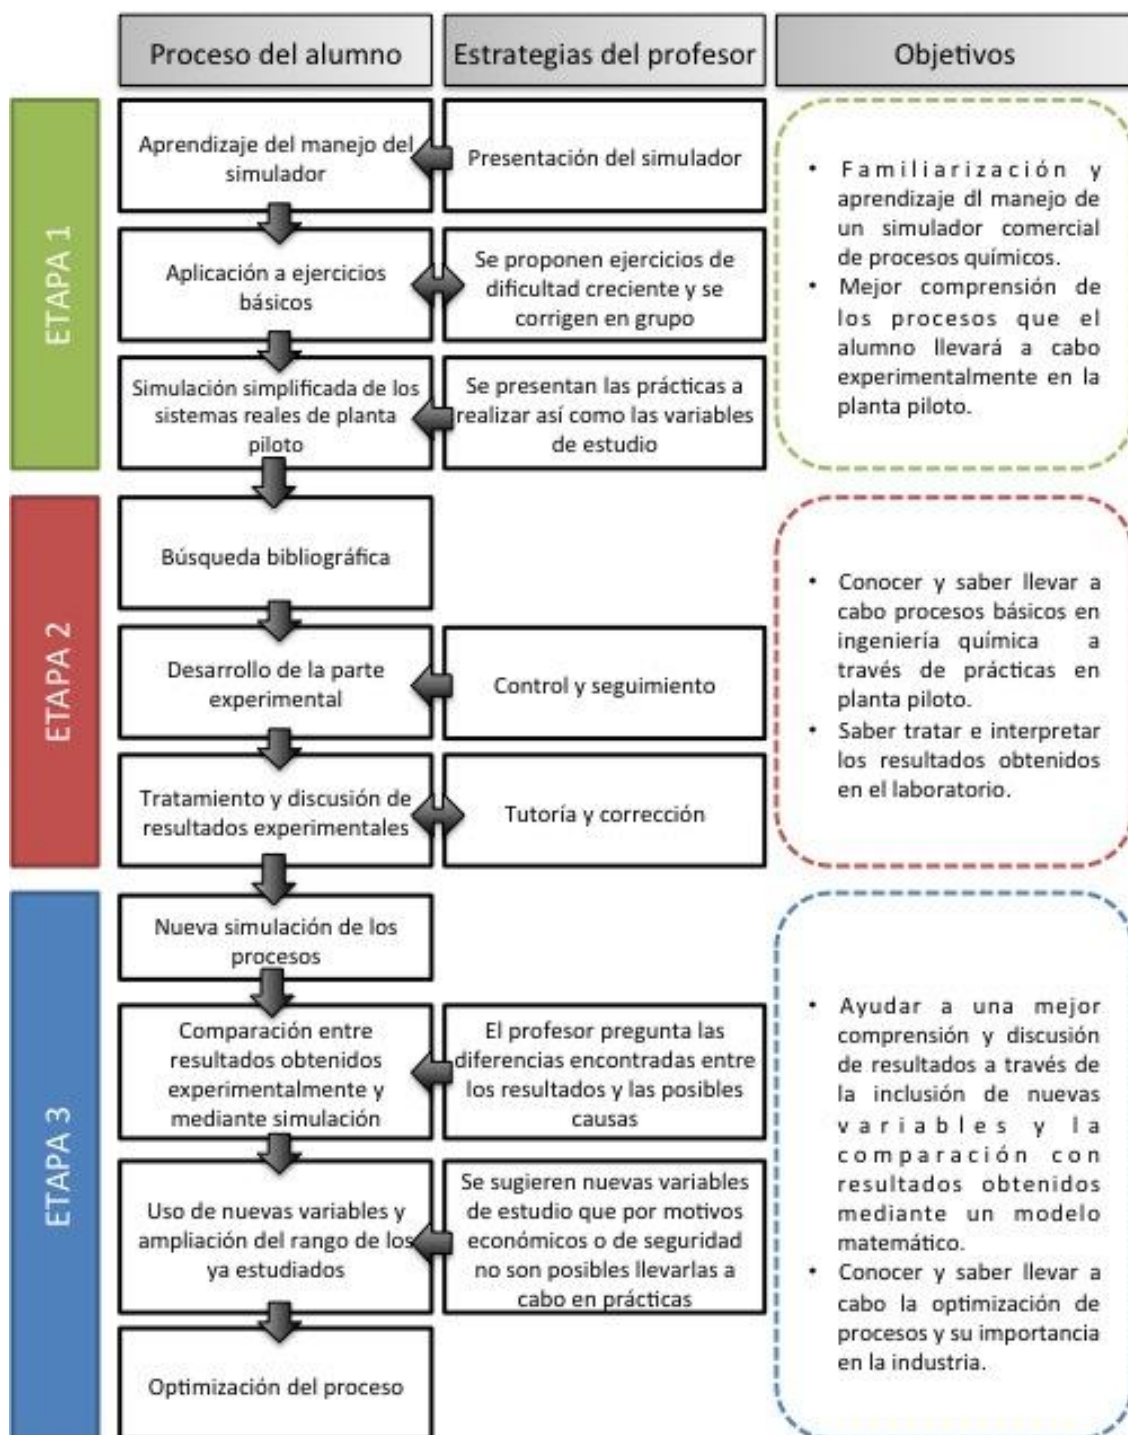 Proceso del alumno
Estrategias del profesor
Objetivos
ETAPA 1
Aprendizaje del manejo del
simulador
Presentación del simulador
Aplicación a ejercicios
básicos
Se proponen ejercicios de
dificultad creciente y se
corrigen en grupo
Simulación simplificada de los
sistemas reales de planta
piloto
Se presentan las prácticas a
realizar así como las variables
de estudio
• Familiarización y
aprendizaje dl manejo de
un simulador comercial
de procesos químicos.
• Mejor comprensión de
los procesos que el
alumno llevará a cabo
experimentalmente en la
planta piloto.
ETAPA 2
Búsqueda bibliográfica
Desarrollo de la parte
experimental
Control y seguimiento
Tratamiento y discusión de
resultados experimentales
Tutoría y corrección
• Conocer y saber llevar a
cabo procesos básicos en
ingeniería química a
través de prácticas en
planta piloto.
• Saber tratar e interpretar
los resultados obtenidos
en el laboratorio.
ETAPA 3
Nueva simulación de los
procesos
Comparación entre
resultados obtenidos
experimentalmente y
mediante simulación
El profesor pregunta las
diferencias encontradas entre
los resultados y las posibles
causas
Uso de nuevas variables y
ampliación del rango de los
ya estudiados
Se sugieren nuevas variables
de estudio que por motivos
económicos o de seguridad
no son posibles llevarlas a
cabo en prácticas
Optimización del proceso
• Ayudar a una mejor
comprensión y discusión
de resultados a través de
la inclusión de nuevas
variables y la
comparación con
resultados obtenidos
mediante un modelo
matemático.
• Conocer y saber llevar a
cabo la optimización de
procesos y su importancia
en la industria.